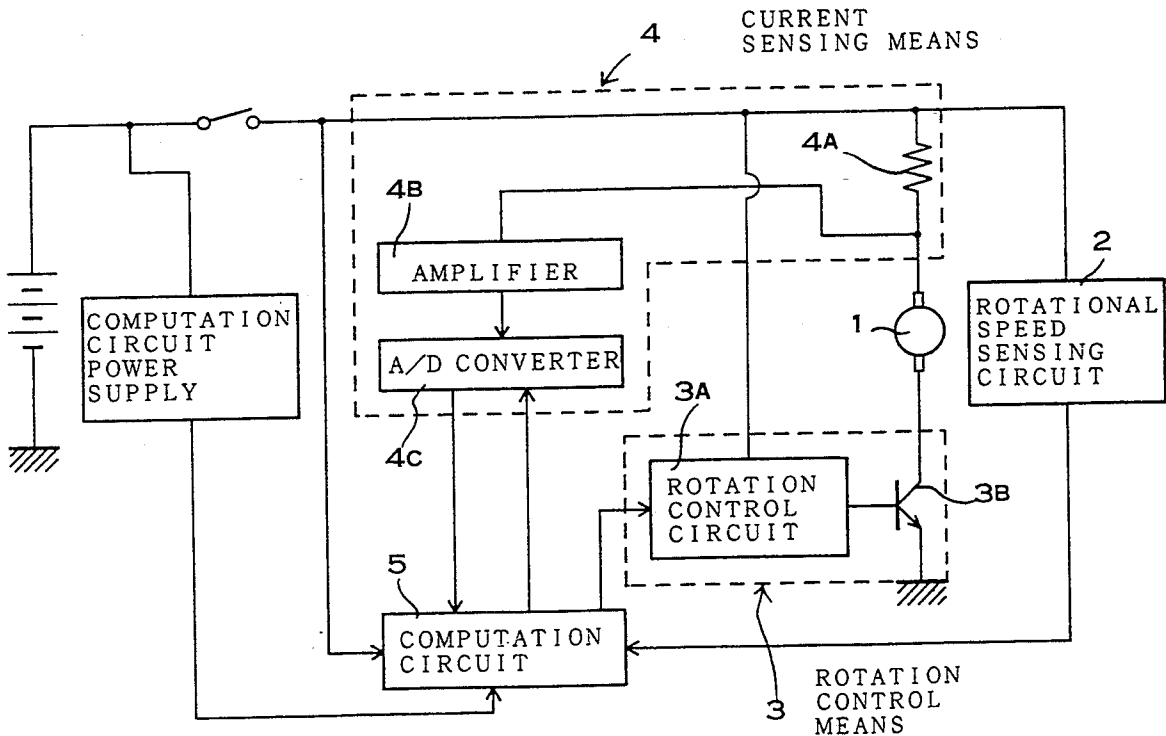 CURRENT
SENSING MEANS
4
4A
4B
AMPLIFIER
2
COMPUTATION
CIRCUIT
POWER
SUPPLY
1
ROTATIONAL
SPEED
SENSING
CIRCUIT
A/D CONVERTER
3A
4C
ROTATION
CONTROL
CIRCUIT
3B
5
COMPUTATION
CIRCUIT
3
ROTATION
CONTROL
MEANS